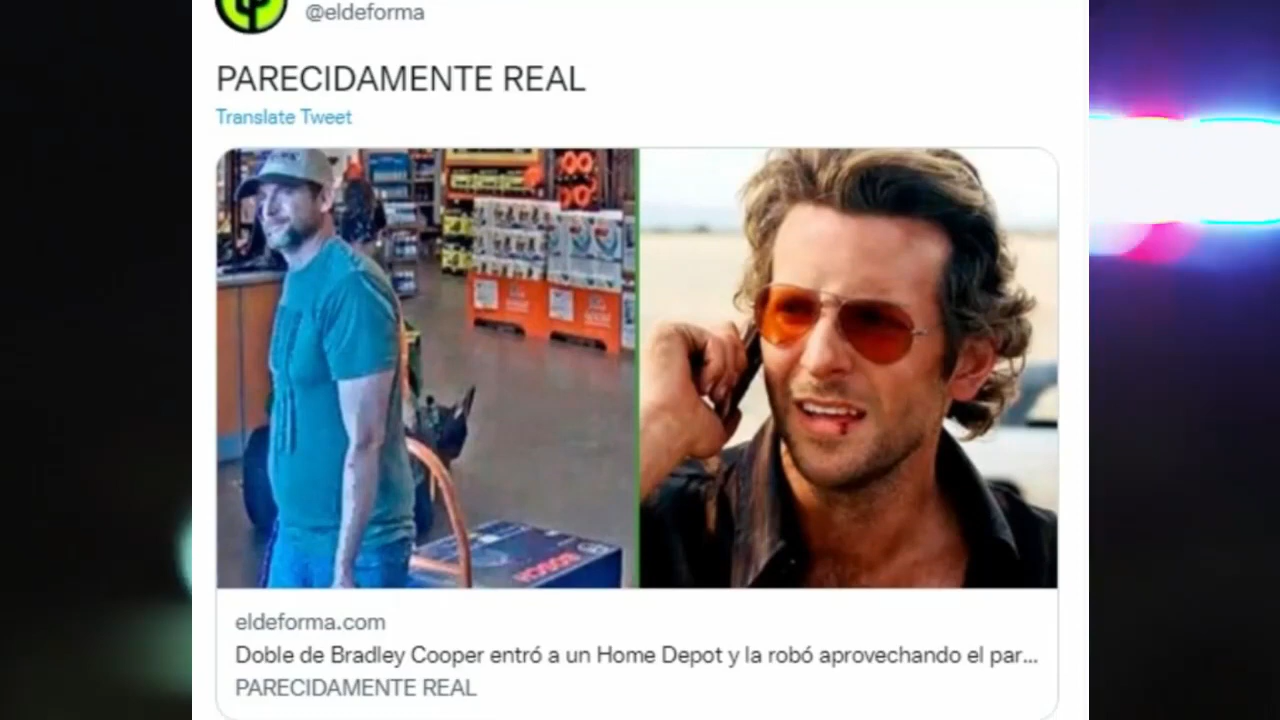 @eldeforma
PARECIDAMENTE REAL
Translate Tweet
BOSCH
eldeforma.com
Doble de Bradley Cooper entró a un Home Depot y la robó aprovechando el par...
PARECIDAMENTE REAL